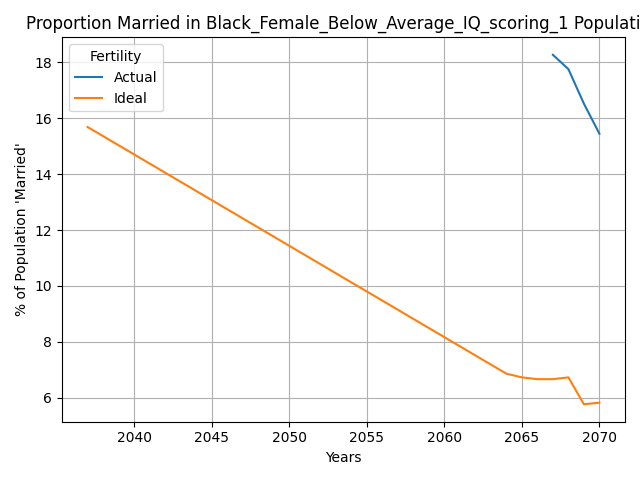 Proportion Married in Black_Female_Below_Average_IQ_scoring_1 Populati
Fertility
Actual
Ideal
% of Population 'Married'
18
16
14
12
10
8
6
2040 2045 2050 2055 2060 2065 2070
Years